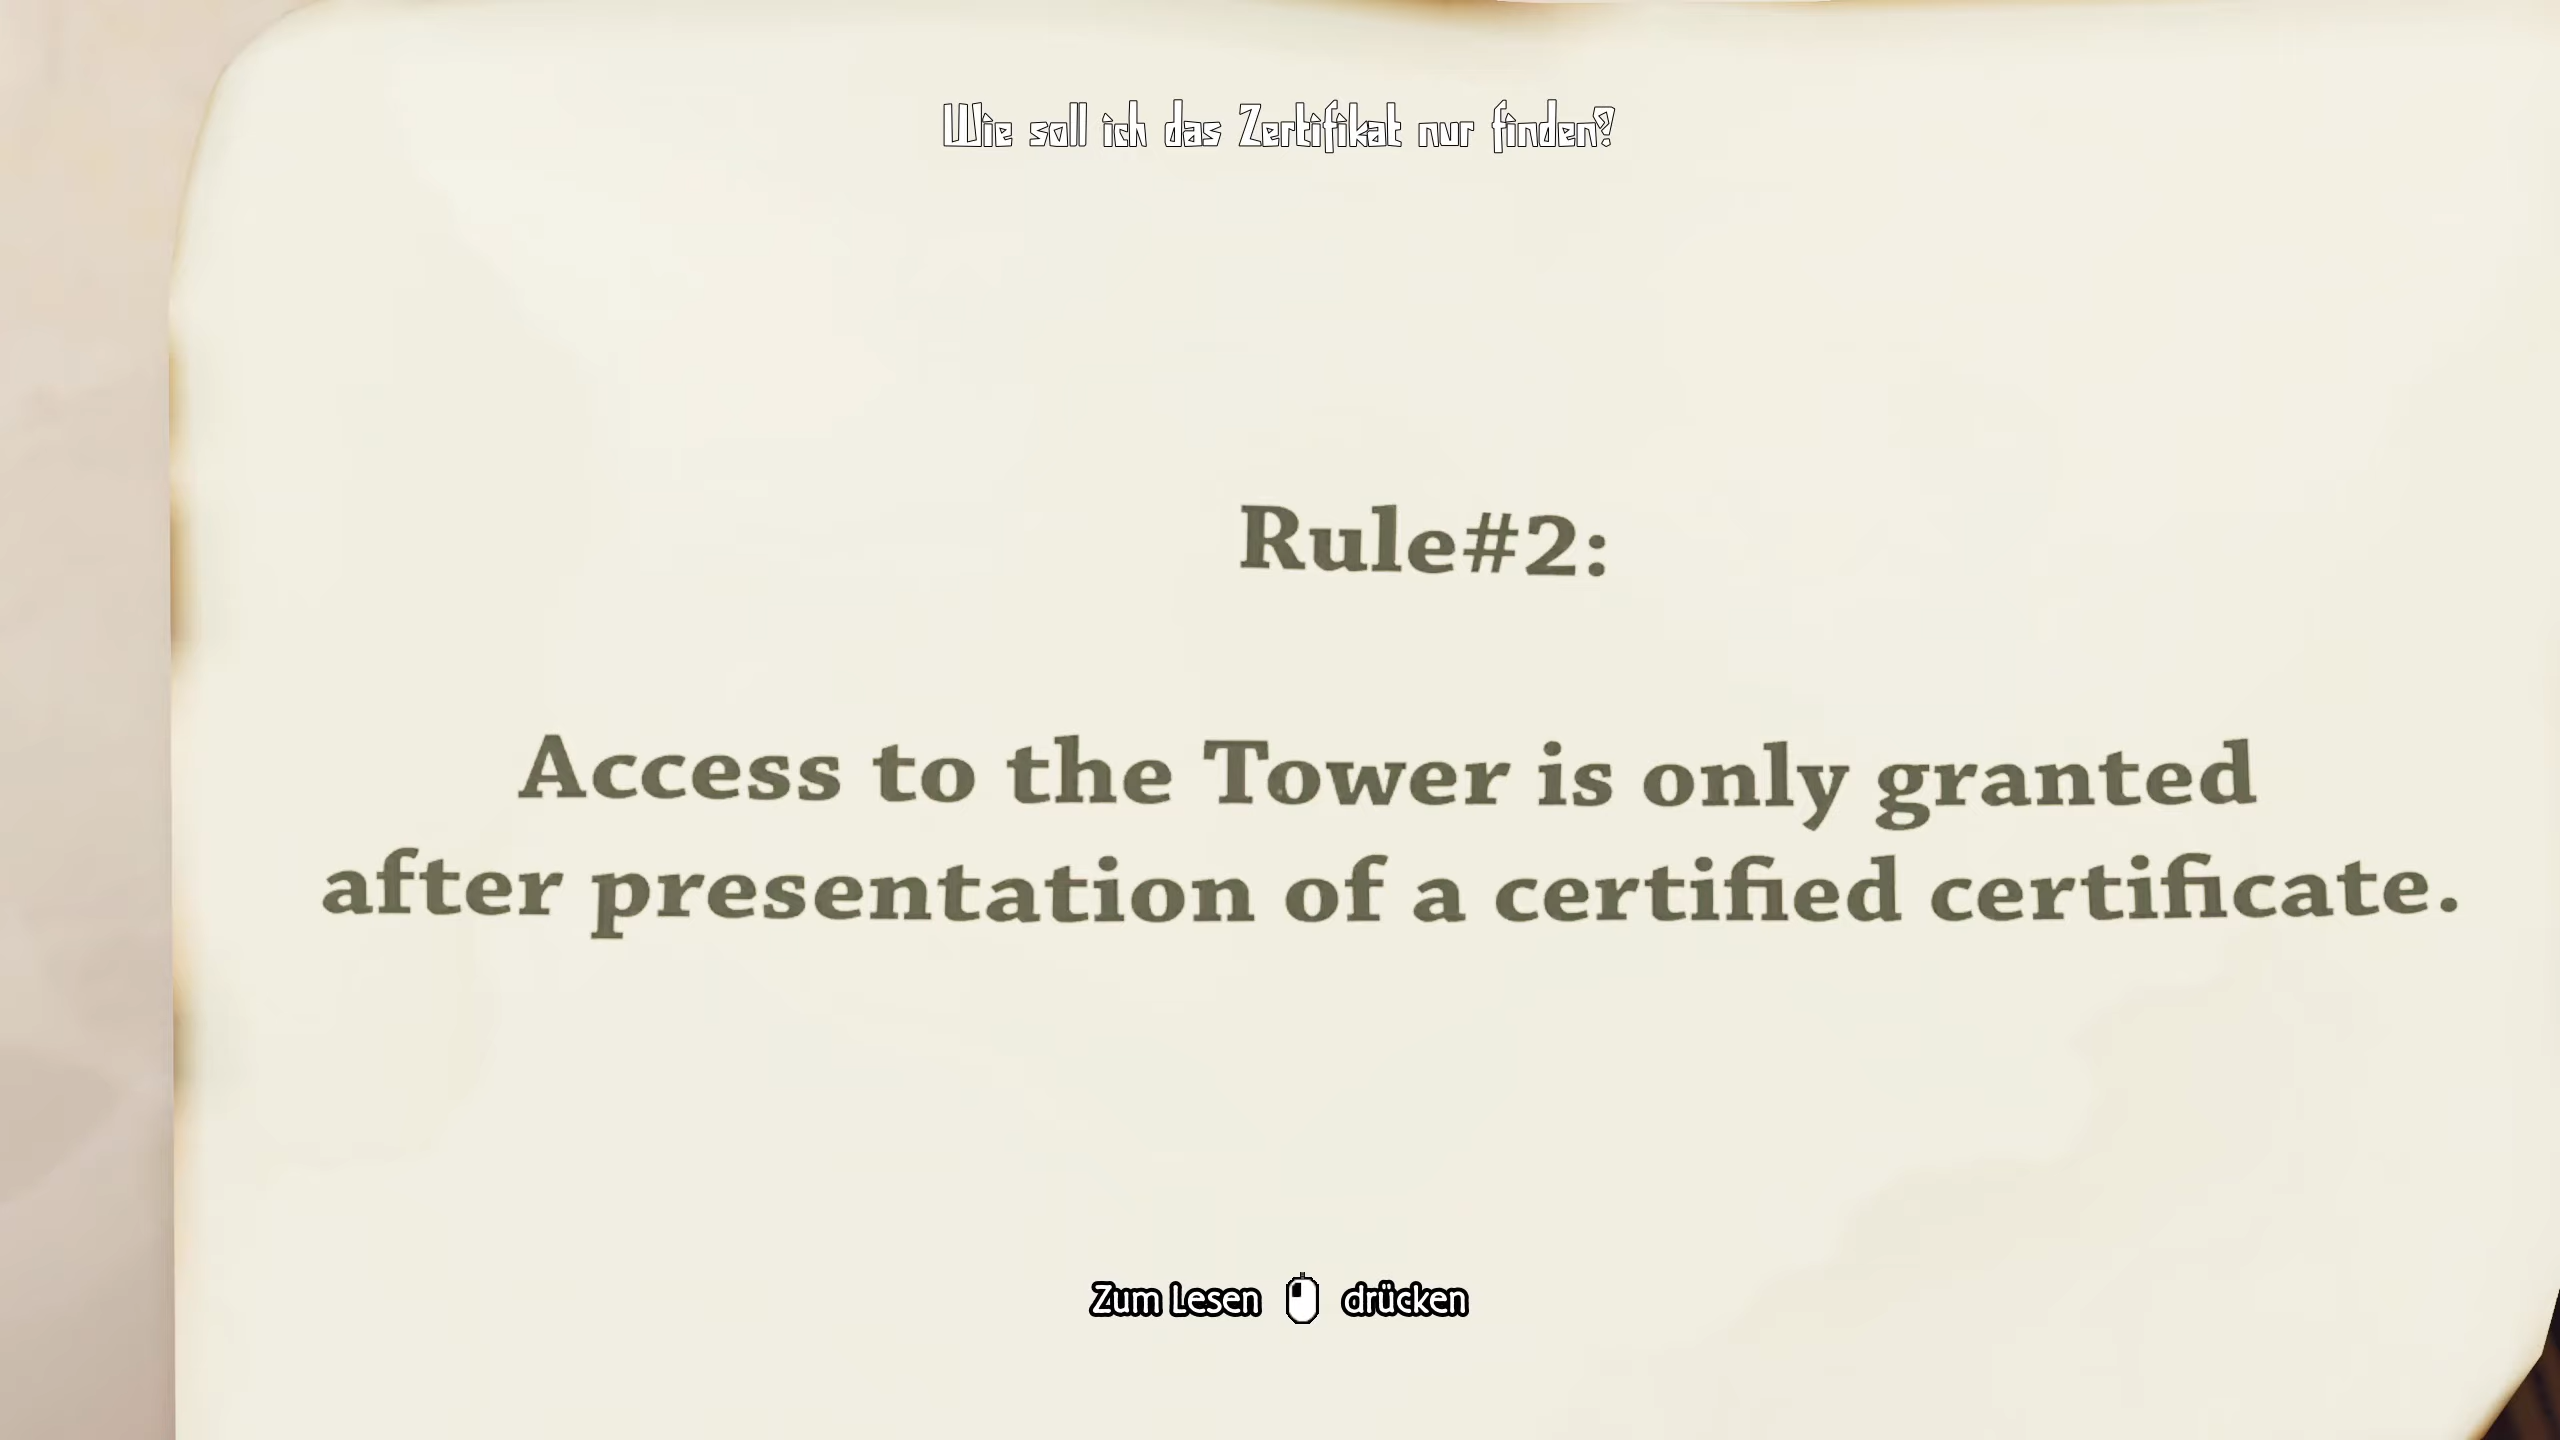 Wie soll ich das Zertifikat nur finden?
Rule#2:
Access to the Tower is only granted
after presentation of a certified certificate.
Zum Lesen drücken